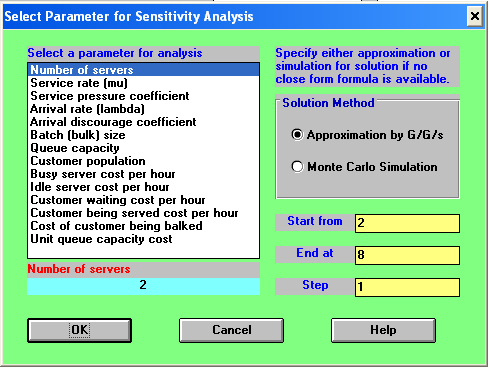 Select Parameter for Sensitivity Analysis
Select a parameter for analysis
Number of servers
Service rate (mu)
Service pressure coefficient
Arrival rate (lambda)
Arrival discourage coefficient
Batch (bulk) size
Queue capacity
Customer population
Busy server cost per hour
Idle server cost per hour
Customer waiting cost per hour
Customer being served cost per hour
Cost of customer being balked
Unit queue capacity cost
Number of servers
2
Specify either approximation or
simulation for solution if no
close form formula is available.
Solution Method
Approximation by G/G/s
Monte Carlo Simulation
Start from 2
End at 8
Step 1
OK Cancel Help